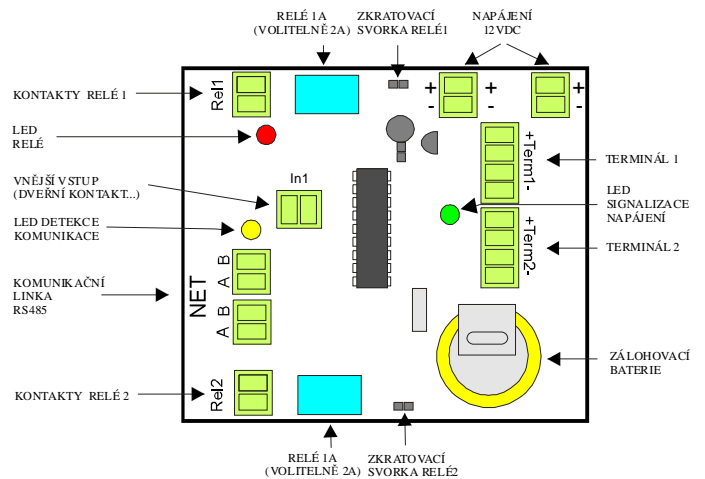 RELÉ 1A
(VOLITELNĚ 2A)
ZKRATOVACÍ
SVORKA RELÉ1
NAPÁJENÍ
12VDC
KONTAKTY RELÉ 1
Rel1
+ +
- -
+
-
LED
RELÉ
+Term1-
TERMINÁL 1
VNĚJŠÍ VSTUP
(DVEŘNÍ KONTAKT...)
In1
LED
SIGNALIZACE
NAPÁJENÍ
LED DETEKCE
KOMUNIKACE
+Term2-
TERMINÁL 2
KOMUNIKAČNÍ
LINKA
RS485
NET
A B
A B
ZÁLOHOVACÍ
BATERIE
KONTAKTY RELÉ 2
Rel2
RELÉ 1A
(VOLITELNĚ 2A)
ZKRATOVACÍ
SVORKA RELÉ2